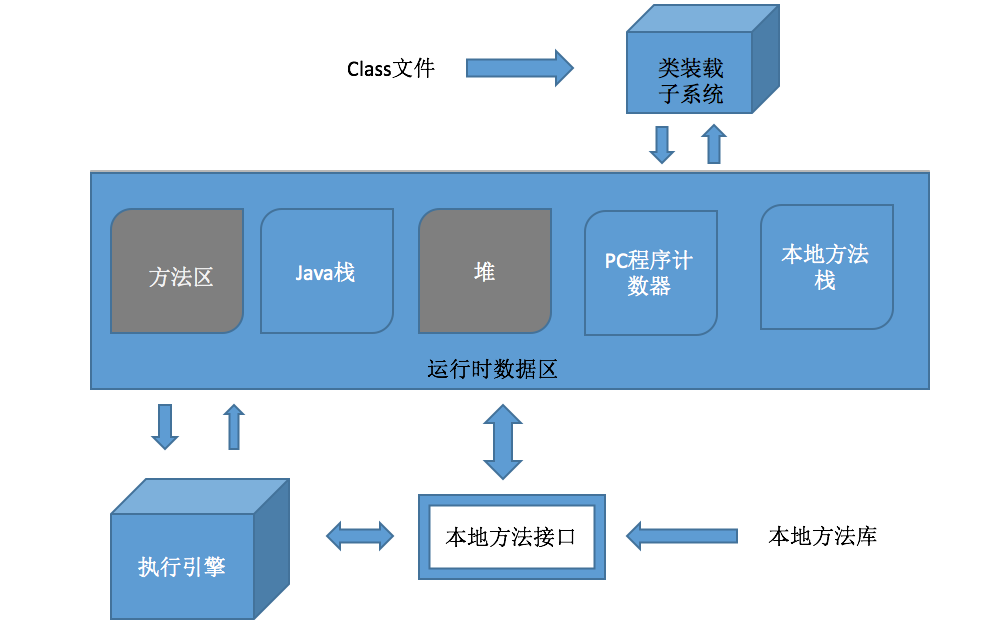 Class文件
类装载
子系统
方法区
Java栈
堆
PC程序计
数器
本地方法
栈
运行时数据区
执行引擎
本地方法接口
本地方法库